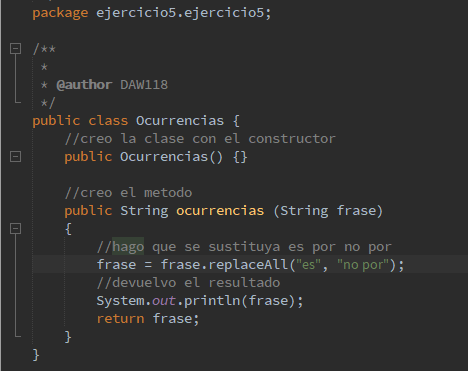 package ejercicio5.ejercicio5;
/**
 *
 * @author DAW118
 */
public class Ocurrencias {
    //creo la clase con el constructor
    public Ocurrencias() {}
    //creo el metodo
    public String ocurrencias (String frase)
    {
        //hago que se sustituya es por no por
        frase = frase.replaceAll("es", "no por");
        //devuelvo el resultado
        System.out.println(frase);
        return frase;
    }
}